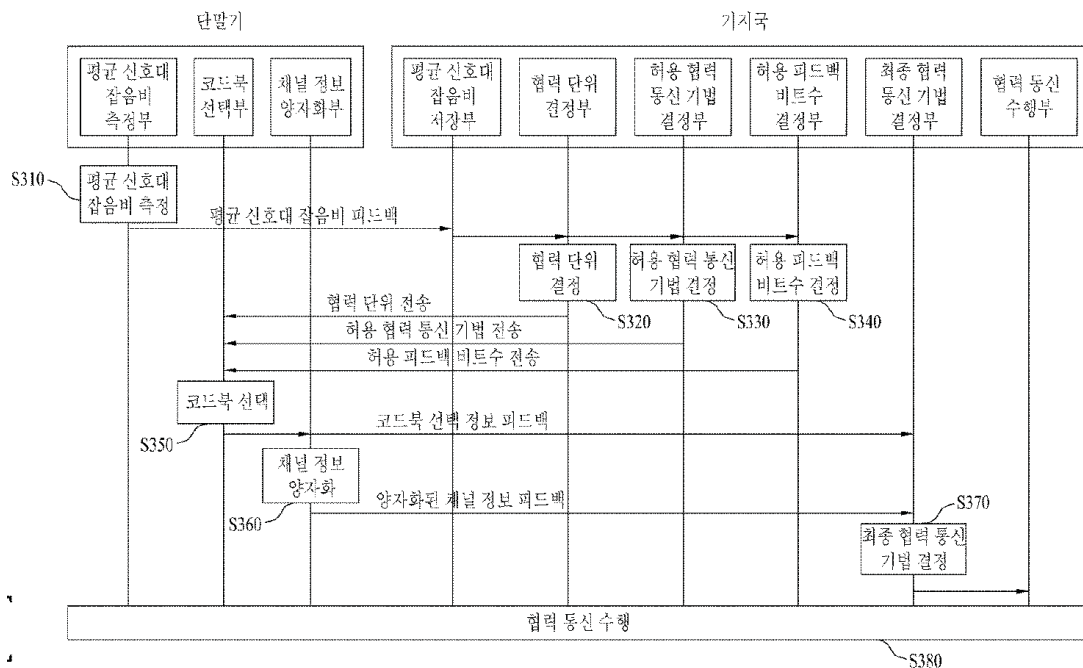 단말기
기지국
평균 신호대
잡음비
측정부
코드북
선택부
채널 정보
양자화부
평균 신호대
잡음비
저장부
협력 단위
결정부
허용 협력
통신 기법
결정부
허용 피드백
비트수
결정부
최종 협력
통신 기법
결정부
협력 통신
수행부
S310
평균 신호대
잡음비 측정
평균 신호대 잡음비 피드백
협력 단위
결정
허용 협력 통신
기법 결정
허용 피드백
비트수 결정
S320
S330
S340
협력 단위 전송
허용 협력 통신 기법 전송
허용 피드백 비트수 전송
코드북 선택
S350
코드북 선택 정보 피드백
채널 정보
양자화
S360
양자화된 채널 정보 피드백
S370
최종 협력 통신
기법 결정
협력 통신 수행
S380